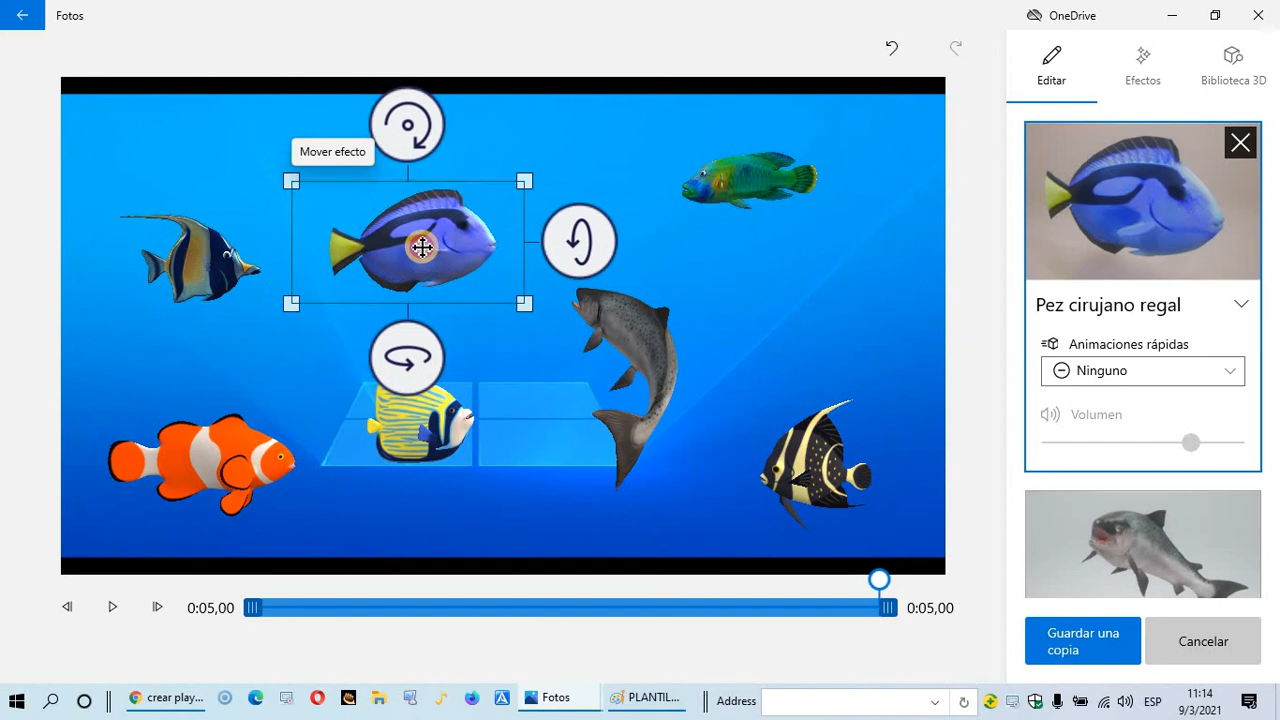 Fotos
OneDrive
Editar
Efectos
Biblioteca 3D
Mover efecto
Pez cirujano regal
Animaciones rápidas
Ninguno
Volumen
0:05,00
0:05,00
Guardar una
copia
Cancelar
crear play...
Fotos
PLANTIL...
Address
ESP
11:14
9/3/2021